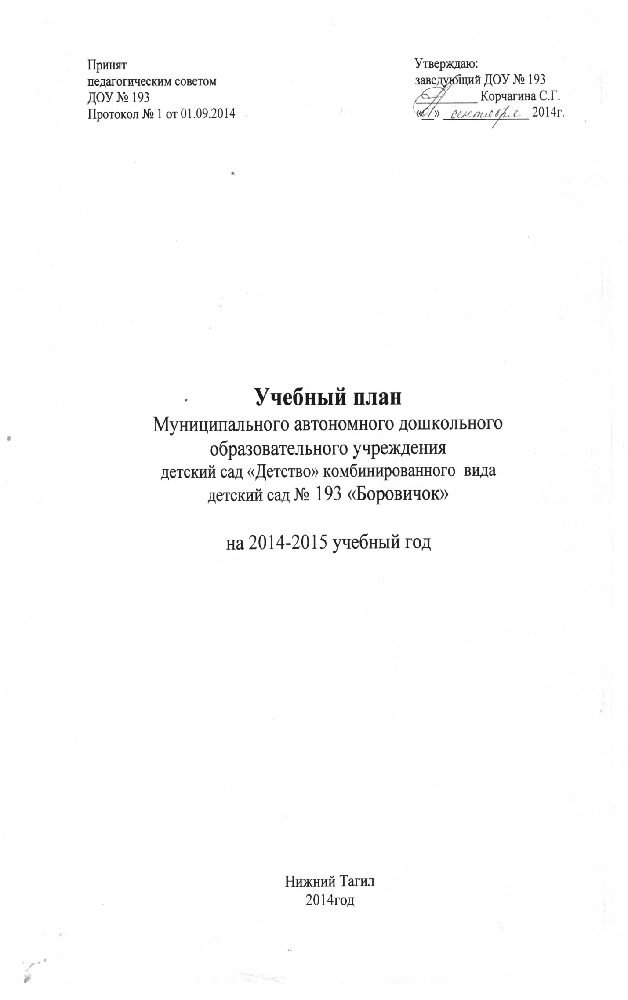 Принят
педагогическим советом
ДОУ № 193
Протокол № 1 от 01.09.2014
Утверждаю:
заведующий ДОУ № 193
__________ Корчагина С.Г.
«01» сентября 2014г.
Учебный план
Муниципального автономного дошкольного
образовательного учреждения
детский сад «Детство» комбинированного вида
детский сад № 193 «Боровичок»
на 2014-2015 учебный год
Нижний Тагил
2014год